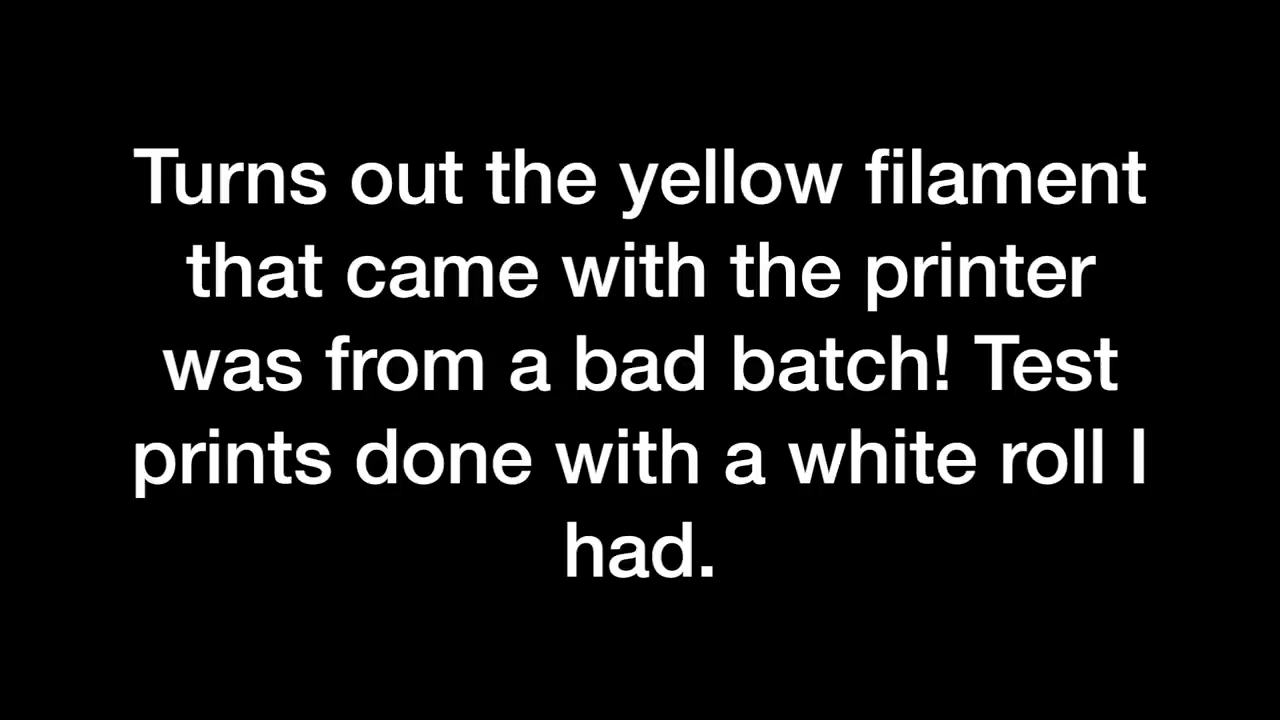 Turns out the yellow filament
that came with the printer
was from a bad batch! Test
prints done with a white roll I
had.